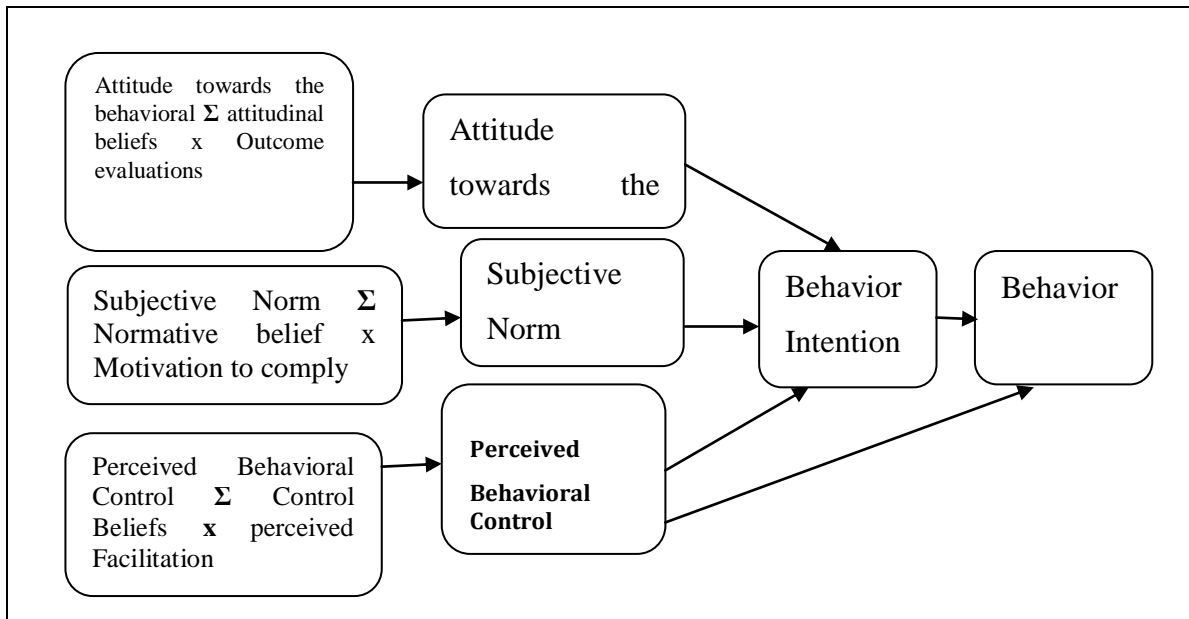 Attitude towards the
behavioral Σ attitudinal
beliefs x Outcome
evaluations
Attitude
towards the
Subjective Norm Σ
Normative belief x
Motivation to comply
Subjective
Norm
Behavior
Intention
Behavior
Perceived Behavioral
Control Σ Control
Beliefs x perceived
Facilitation
Perceived
Behavioral
Control